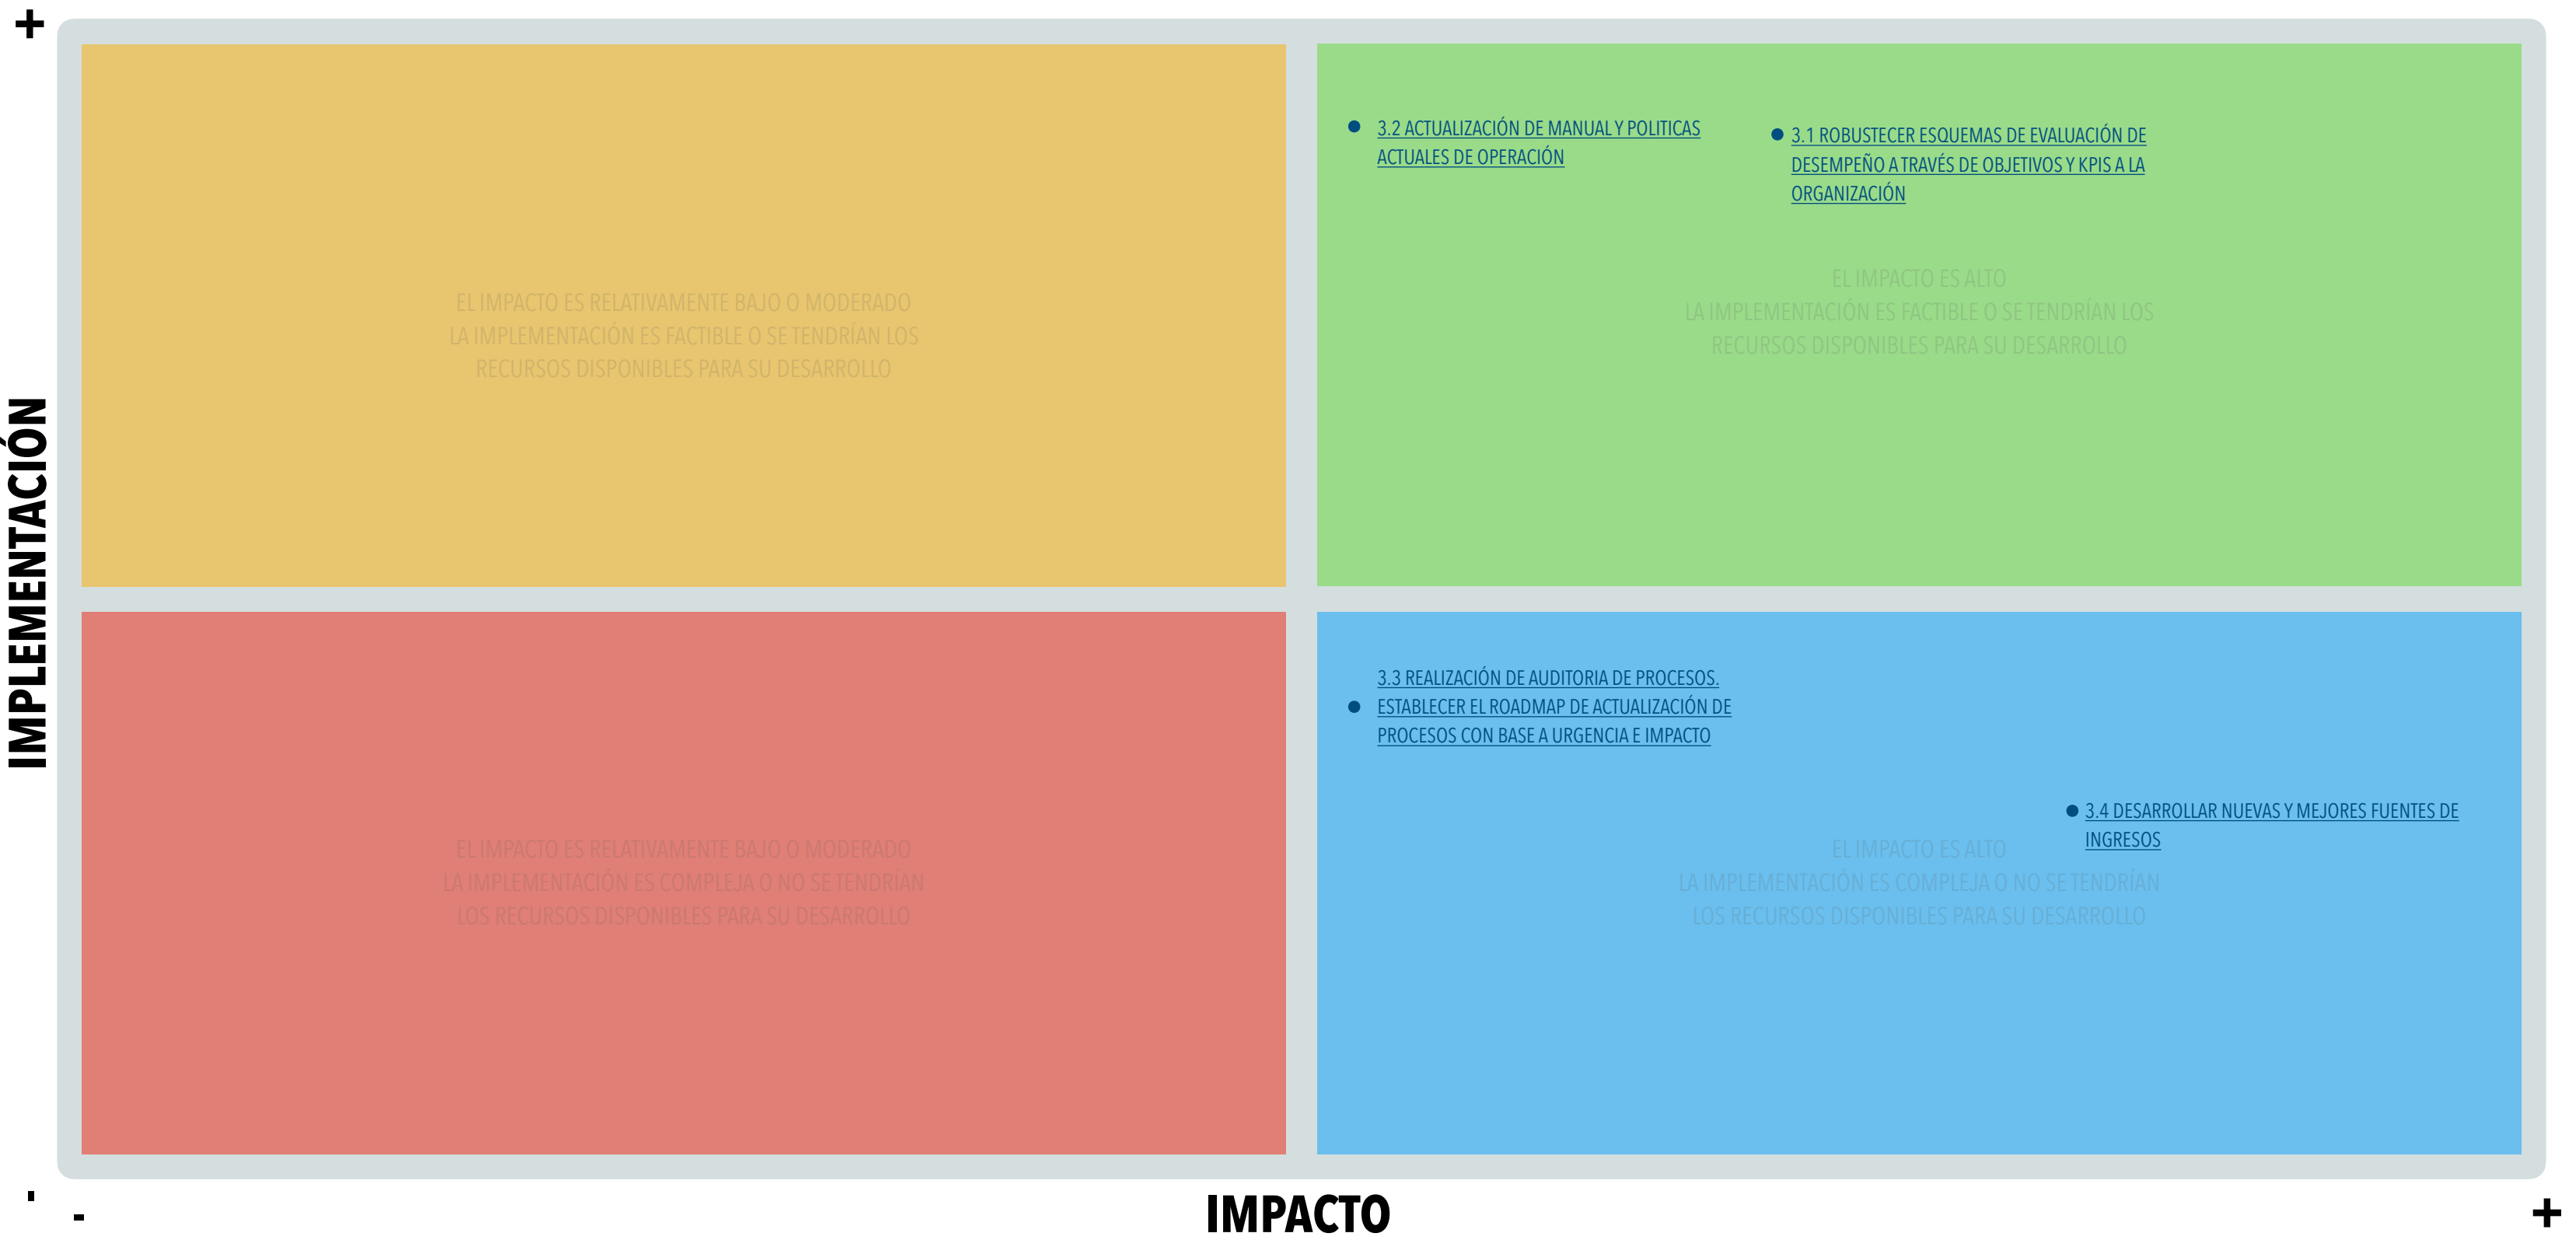 +
3.2 ACTUALIZACIÓN DE MANUAL Y POLITICAS
ACTUALES DE OPERACIÓN
3.1 ROBUSTECER ESQUEMAS DE EVALUACIÓN DE
DESEMPEÑO A TRAVÉS DE OBJETIVOS Y KPIS A LA
ORGANIZACIÓN
EL IMPACTO ES RELATIVAMENTE BAJO O MODERADO
LA IMPLEMENTACIÓN ES FACTIBLE O SE TENDRÍAN LOS
RECURSOS DISPONIBLES PARA SU DESARROLLO
EL IMPACTO ES ALTO
LA IMPLEMENTACIÓN ES FACTIBLE O SE TENDRÍAN LOS
RECURSOS DISPONIBLES PARA SU DESARROLLO
IMPLEMENTACIÓN
3.3 REALIZACIÓN DE AUDITORIA DE PROCESOS.
ESTABLECER EL ROADMAP DE ACTUALIZACIÓN DE
PROCESOS CON BASE A URGENCIA E IMPACTO
3.4 DESARROLLAR NUEVAS Y MEJORES FUENTES DE
INGRESOS
EL IMPACTO ES RELATIVAMENTE BAJO O MODERADO
LA IMPLEMENTACIÓN ES COMPLEJA O NO SE TENDRÍAN
LOS RECURSOS DISPONIBLES PARA SU DESARROLLO
EL IMPACTO ES ALTO
LA IMPLEMENTACIÓN ES COMPLEJA O NO SE TENDRÍAN
LOS RECURSOS DISPONIBLES PARA SU DESARROLLO
-
-
IMPACTO
+